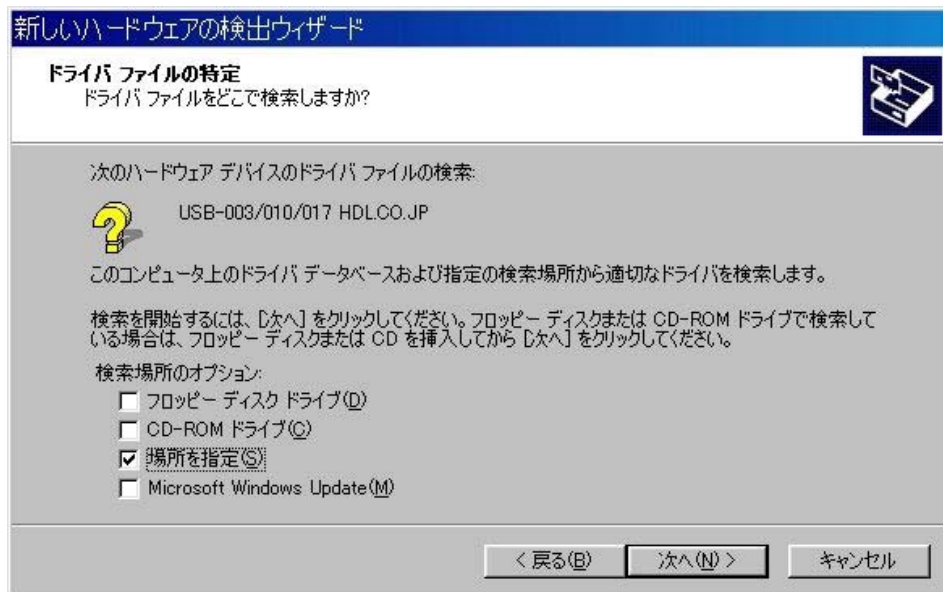 新しいハードウェアの検出ウィザード
ドライバ ファイルの特定
ドライバ ファイルをどこで検索しますか?
次のハードウェア デバイスのドライバ ファイルの検索:
USB-003/010/017 HDL.CO.JP
このコンピュータ上のドライバ データベースおよび指定の検索場所から適切なドライバを検索します。
検索を開始するには、[次へ] をクリックしてください。フロッピー ディスクまたは CD-ROM ドライブで検索して
いる場合は、フロッピー ディスクまたは CD を挿入してから [次へ] をクリックしてください。
検索場所のオプション:
フロッピー ディスク ドライブ(D)
CD-ROM ドライブ(C)
場所を指定(S)
Microsoft Windows Update(M)
< 戻る(B) 次へ(N) > キャンセル